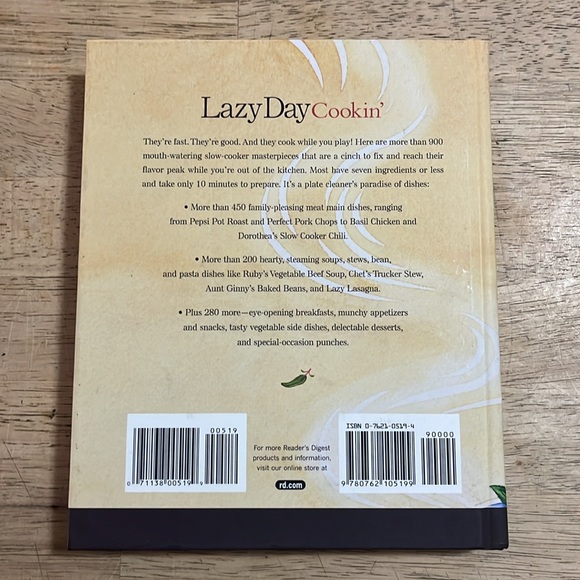 Lazy Day Cookin'
They're fast. They're good. And they cook while you play! Here are more than 900
mouth-watering slow-cooker masterpieces that are a cinch to fix and reach their
flavor peak while you're out of the kitchen. Most have seven ingredients or less
and take only 10 minutes to prepare. It's a plate cleaner's paradise of dishes:
• More than 450 family-pleasing meat main dishes, ranging
from Pepsi Pot Roast and Perfect Pork Chops to Basil Chicken and
Dorothea's Slow Cooker Chili.
• More than 200 hearty, steaming soups, stews, bean,
and pasta dishes like Ruby's Vegetable Beef Soup, Chet's Trucker Stew,
Aunt Ginny's Baked Beans, and Lazy Lasagna.
• Plus 280 more—eye-opening breakfasts, munchy appetizers
and snacks, tasty vegetable side dishes, delectable desserts,
and special-occasion punches.
00519
0 71138 00519 9
For more Reader's Digest
products and information,
visit our online store at
rd.com
ISBN 0-7621-0519-4
90000
9 780762 105199